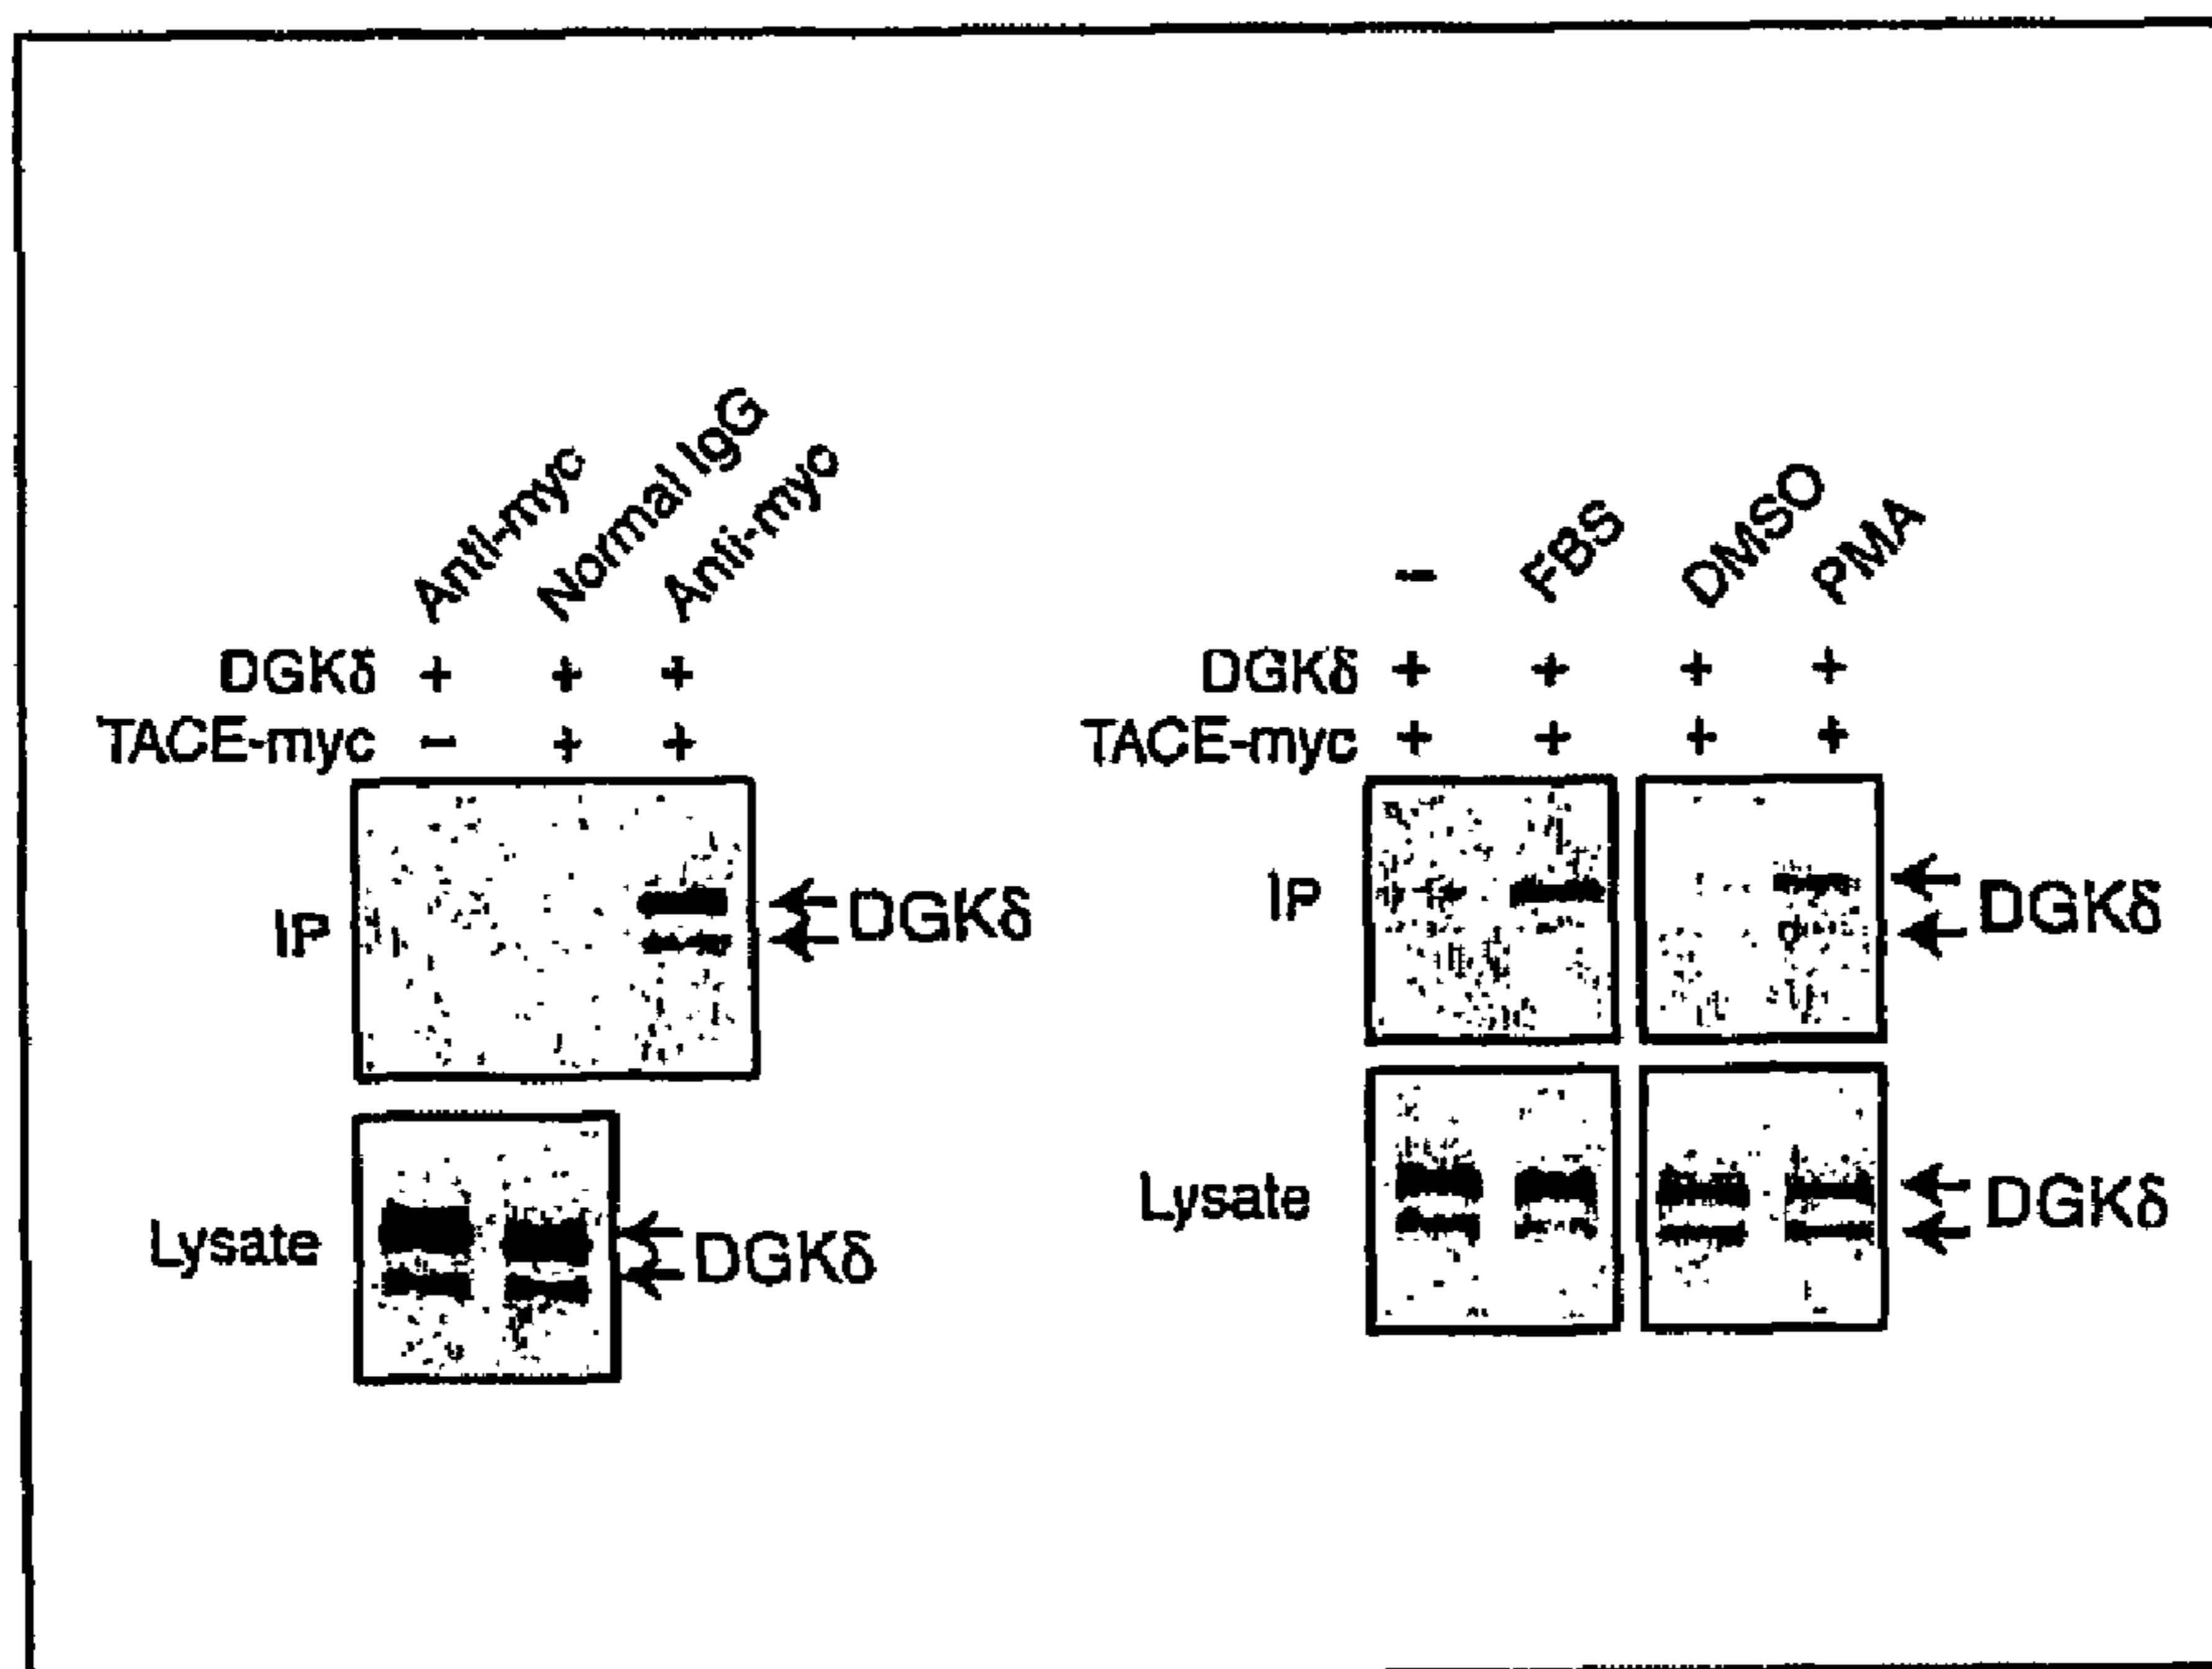 Anti-myc Normal IgG Anti-myc
DGKδ + + +
TACE-myc - + +
IP DGKδ
Lysate DGKδ
- FBS DMSO PMA
DGKδ + + + +
TACE-myc + + + +
IP DGKδ
Lysate DGKδ